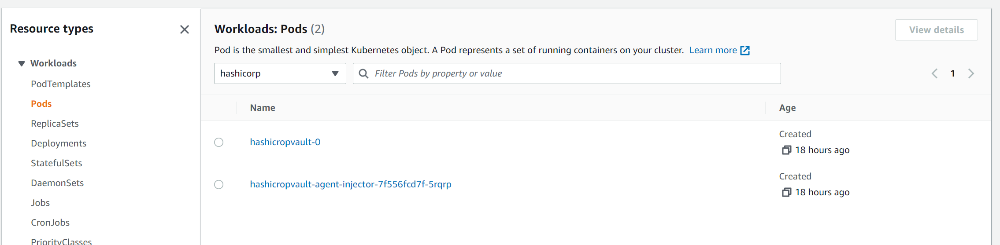 Resource types
Workloads
PodTemplates
Pods
ReplicaSets
Deployments
StatefulSets
DaemonSets
Jobs
CronJobs
PriorityClasses
Workloads: Pods (2)
View details
Pod is the smallest and simplest Kubernetes object. A Pod represents a set of running containers on your cluster. Learn more
hashicorp
Filter Pods by property or value
1
Name Age
hashicropvault-0
Created
18 hours ago
hashicropvault-agent-injector-7f556fcd7f-5rqrp
Created
18 hours ago